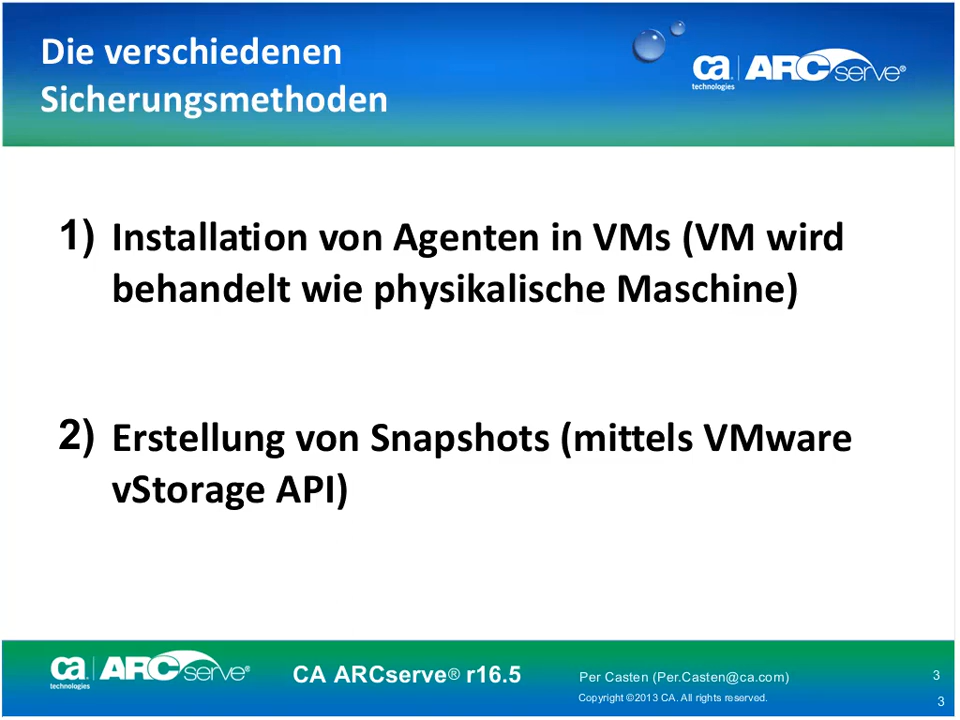 Die verschiedenen
Sicherungsmethoden
ca technologies | ARCserve®
1) Installation von Agenten in VMs (VM wird
behandelt wie physikalische Maschine)
2) Erstellung von Snapshots (mittels VMware
vStorage API)
ca technologies | ARCserve®
CA ARCserve® r16.5
Per Casten (Per.Casten@ca.com)
Copyright ©2013 CA. All rights reserved.
3
3